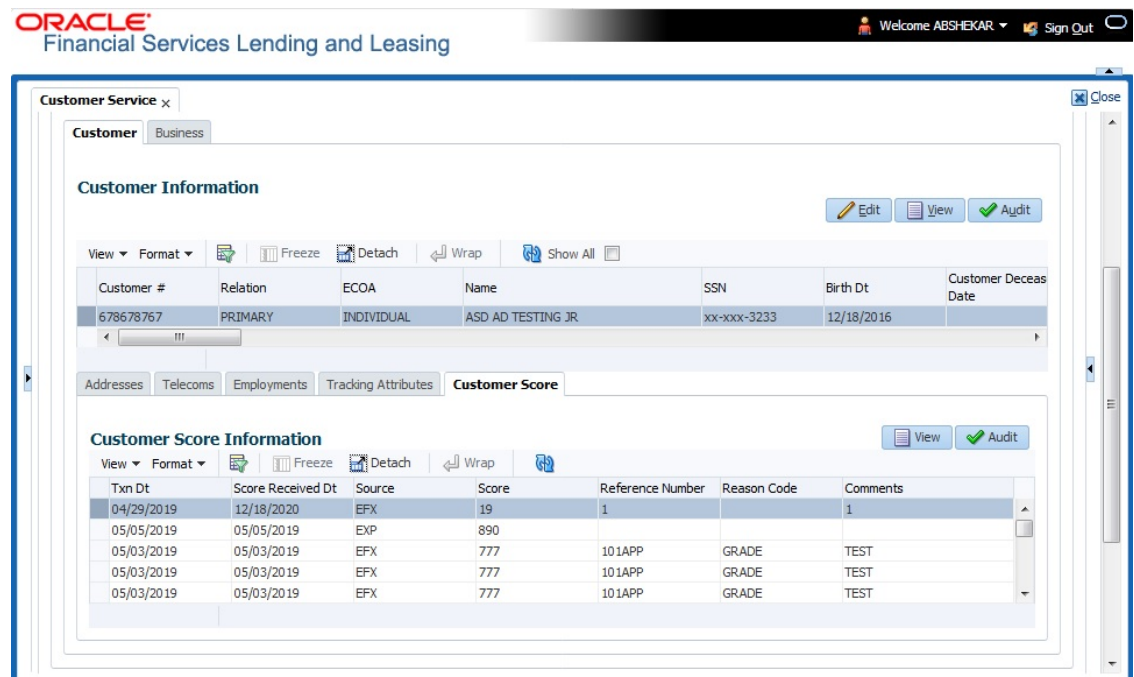 ORACLE
Welcome ABSHEKAR Sign Out
Financial Services Lending and Leasing
Customer Service x
Close
Customer Business
Customer Information
Edit View Audit
View Format Freeze Detach Wrap Show All
Customer # Relation ECOA Name SSN Birth Dt Customer Deceas
Date
678678767 PRIMARY INDIVIDUAL ASD AD TESTING JR xx-xxx-3233 12/18/2016
Addresses Telecoms Employments Tracking Attributes Customer Score
Customer Score Information
View Audit
View Format Freeze Detach Wrap
Txn Dt Score Received Dt Source Score Reference Number Reason Code Comments
04/29/2019 12/18/2020 EFX 19 1 1
05/05/2019 05/05/2019 EXP 890
05/03/2019 05/03/2019 EFX 777 101APP GRADE TEST
05/03/2019 05/03/2019 EFX 777 101APP GRADE TEST
05/03/2019 05/03/2019 EFX 777 101APP GRADE TEST